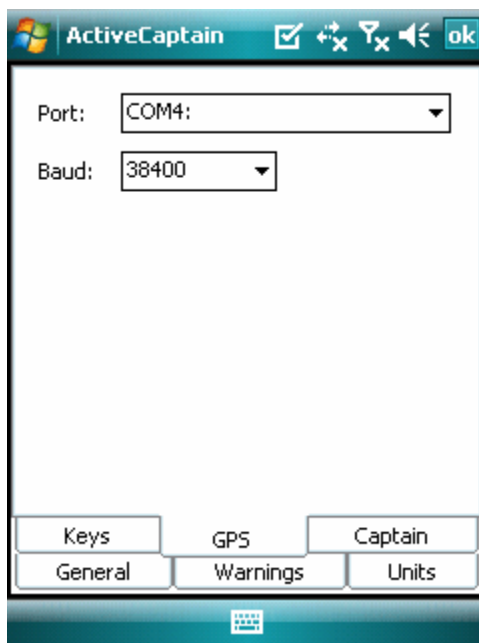 ActiveCaptain ok
Port: COM4:
Baud: 38400
Keys GPS Captain
General Warnings Units